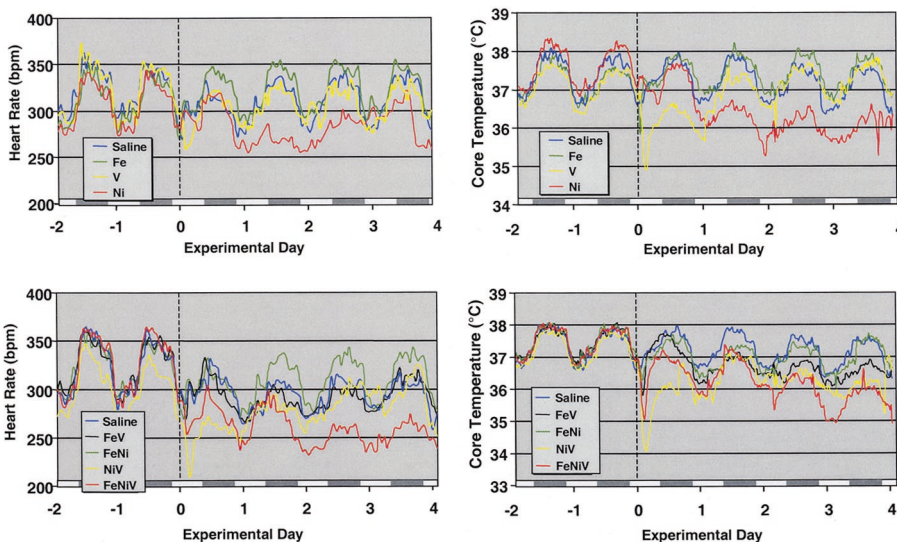 400
350
300
250
200
Heart Rate (bpm)
Saline
Fe
V
Ni
-2 -1 0 1 2 3 4
Experimental Day
39
38
37
36
35
34
Core Temperature (°C)
Saline
Fe
V
Ni
-2 -1 0 1 2 3 4
Experimental Day
400
350
300
250
200
Heart Rate (bpm)
Saline
FeV
FeNi
NiV
FeNiV
-2 -1 0 1 2 3 4
Experimental Day
39
38
37
36
35
34
33
Core Temperature (°C)
Saline
FeV
FeNi
NiV
FeNiV
-2 -1 0 1 2 3 4
Experimental Day